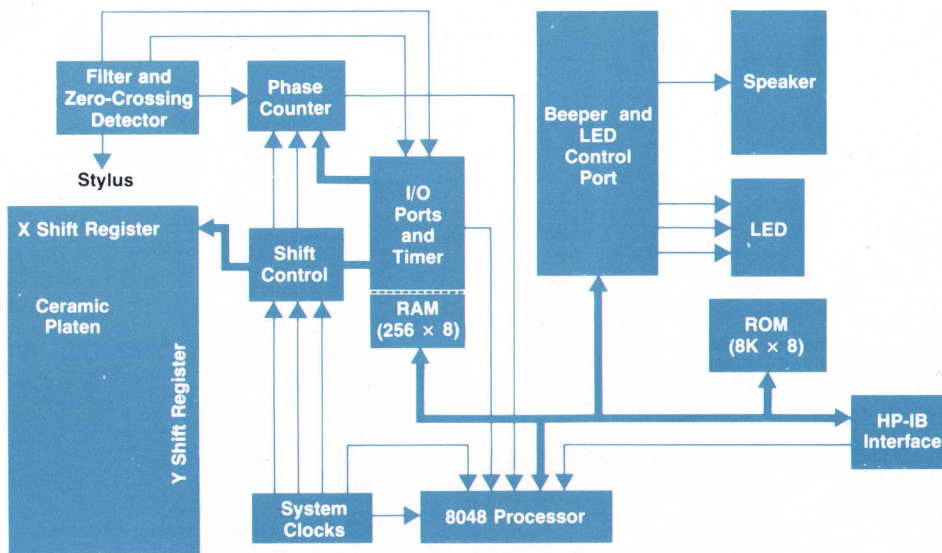 Filter and
Zero-Crossing
Detector
Phase
Counter
Stylus
X Shift Register
Ceramic
Platen
Y Shift Register
Shift
Control
I/O
Ports
and
Timer
RAM
(256 × 8)
System
Clocks
8048 Processor
Beeper and
LED
Control
Port
Speaker
LED
ROM
(8K × 8)
HP-IB
Interface